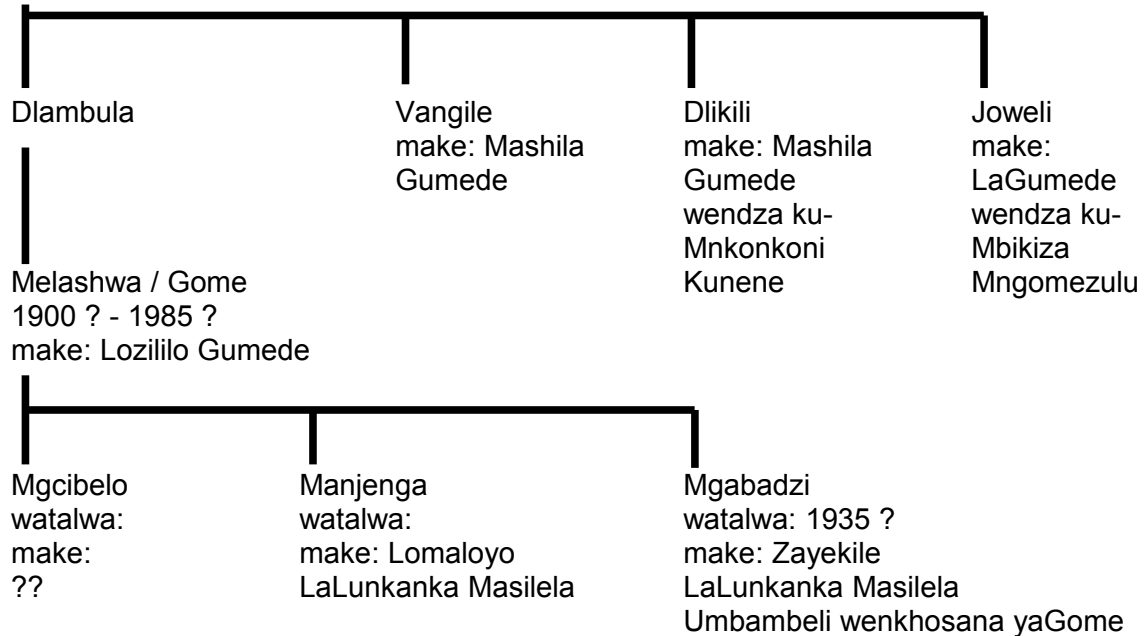 Dlambula
Vangile
make: Mashila
Gumede
Dlikili
make: Mashila
Gumede
wendza ku-
Mnkonkoni
Kunene
Joweli
make:
LaGumede
wendza ku-
Mbikiza
Mngomezulu
Melashwa / Gome
1900 ? - 1985 ?
make: Lozililo Gumede
Mgcibelo
watalwa:
make:
??
Manjenga
watalwa:
make: Lomaloyo
LaLunkanka Masilela
Mgabadzi
watalwa: 1935 ?
make: Zayekile
LaLunkanka Masilela
Umbambeli wenkhosana yaGome